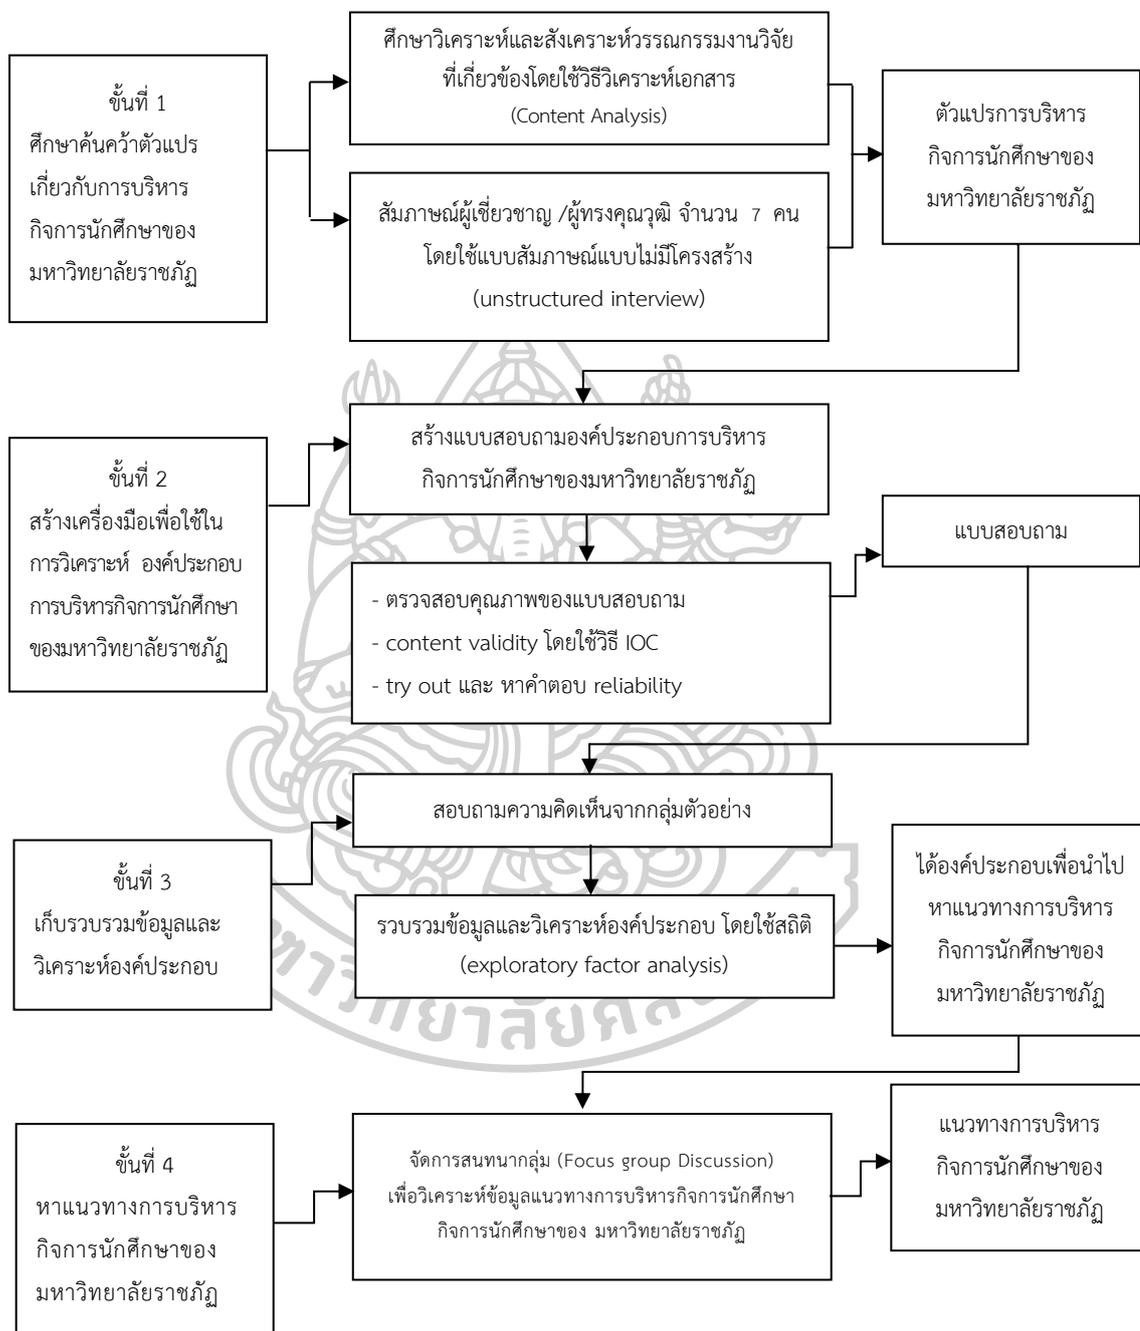 ขั้นที่ 1
ศึกษาค้นคว้าตัวแปร
เกี่ยวกับการบริหาร
กิจการนักศึกษาของ
มหาวิทยาลัยราชภัฏ
ศึกษาวิเคราะห์และสังเคราะห์วรรณกรรมงานวิจัย
ที่เกี่ยวข้องโดยใช้วิธีวิเคราะห์เอกสาร
(Content Analysis)
สัมภาษณ์ผู้เชี่ยวชาญ /ผู้ทรงคุณวุฒิ จำนวน 7 คน
โดยใช้แบบสัมภาษณ์แบบไม่มีโครงสร้าง
(unstructured interview)
ตัวแปรการบริหาร
กิจการนักศึกษาของ
มหาวิทยาลัยราชภัฏ
ขั้นที่ 2
สร้างเครื่องมือเพื่อใช้ใน
การวิเคราะห์ องค์ประกอบ
การบริหารกิจการนักศึกษา
ของมหาวิทยาลัยราชภัฏ
สร้างแบบสอบถามองค์ประกอบการบริหาร
กิจการนักศึกษาของมหาวิทยาลัยราชภัฏ
- ตรวจสอบคุณภาพของแบบสอบถาม
- content validity โดยใช้วิธี IOC
- try out และ หาคำตอบ reliability
แบบสอบถาม
ขั้นที่ 3
เก็บรวบรวมข้อมูลและ
วิเคราะห์องค์ประกอบ
สอบถามความคิดเห็นจากกลุ่มตัวอย่าง
รวบรวมข้อมูลและวิเคราะห์องค์ประกอบ โดยใช้สถิติ
(exploratory factor analysis)
ได้องค์ประกอบเพื่อนำไป
หาแนวทางการบริหาร
กิจการนักศึกษาของ
มหาวิทยาลัยราชภัฏ
ขั้นที่ 4
หาแนวทางการบริหาร
กิจการนักศึกษาของ
มหาวิทยาลัยราชภัฏ
จัดการสนทนากลุ่ม (Focus group Discussion)
เพื่อวิเคราะห์ข้อมูลแนวทางการบริหารกิจการนักศึกษา
กิจการนักศึกษาของ มหาวิทยาลัยราชภัฏ
แนวทางการบริหาร
กิจการนักศึกษาของ
มหาวิทยาลัยราชภัฏ